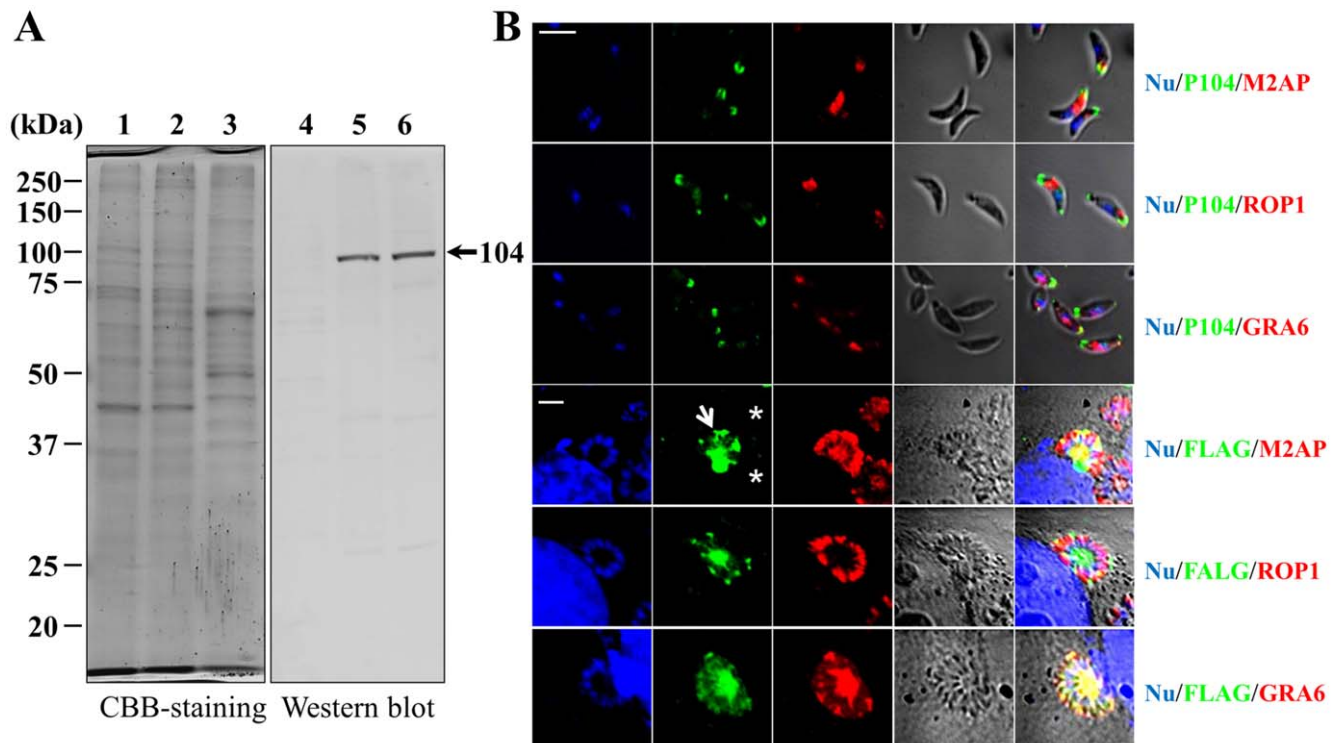 A
B
(kDa) 1 2 3 4 5 6
250
150
100
75
50
37
25
20
104
CBB-staining Western blot
Nu/P104/M2AP
Nu/P104/ROP1
Nu/P104/GRA6
* 
*
Nu/FLAG/M2AP
Nu/FALG/ROP1
Nu/FLAG/GRA6